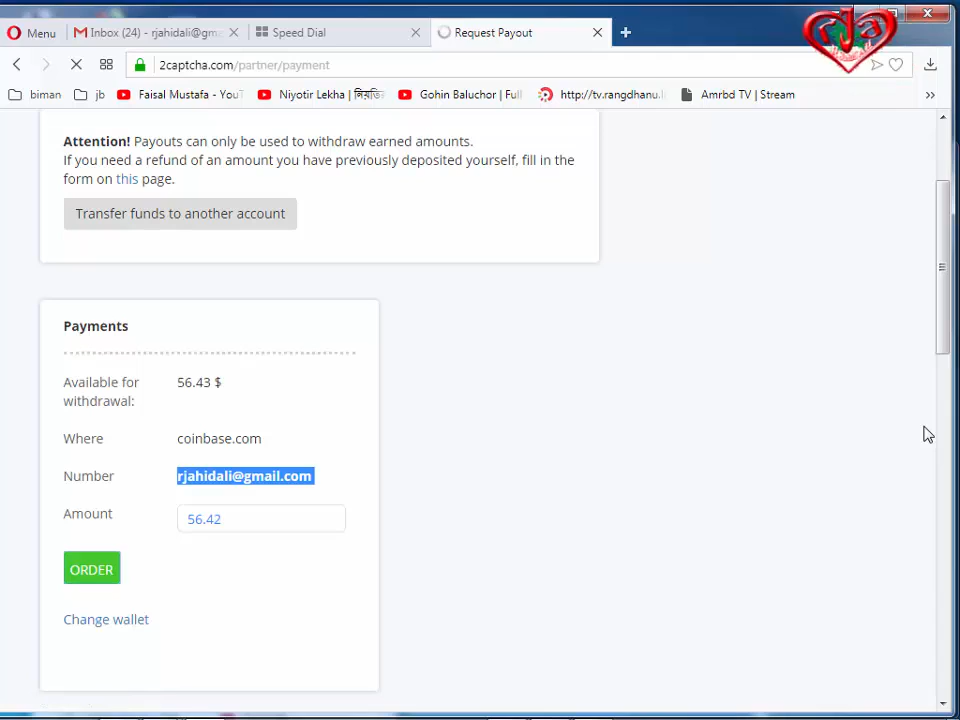 Menu
Inbox (24) - rjahidali@gma
Speed Dial
Request Payout
2captcha.com/partner/payment
biman
jb
Faisal Mustafa - YouT
Niyotir Lekha | নিয়তি
Gohin Baluchor | Full
http://tv.rangdhanu.l
Amrbd TV | Stream
Attention! Payouts can only be used to withdraw earned amounts.
If you need a refund of an amount you have previously deposited yourself, fill in the
form on this page.
Transfer funds to another account
Payments
Available for
withdrawal:
56.43 $
Where
coinbase.com
Number
rjahidali@gmail.com
Amount
56.42
ORDER
Change wallet
rja